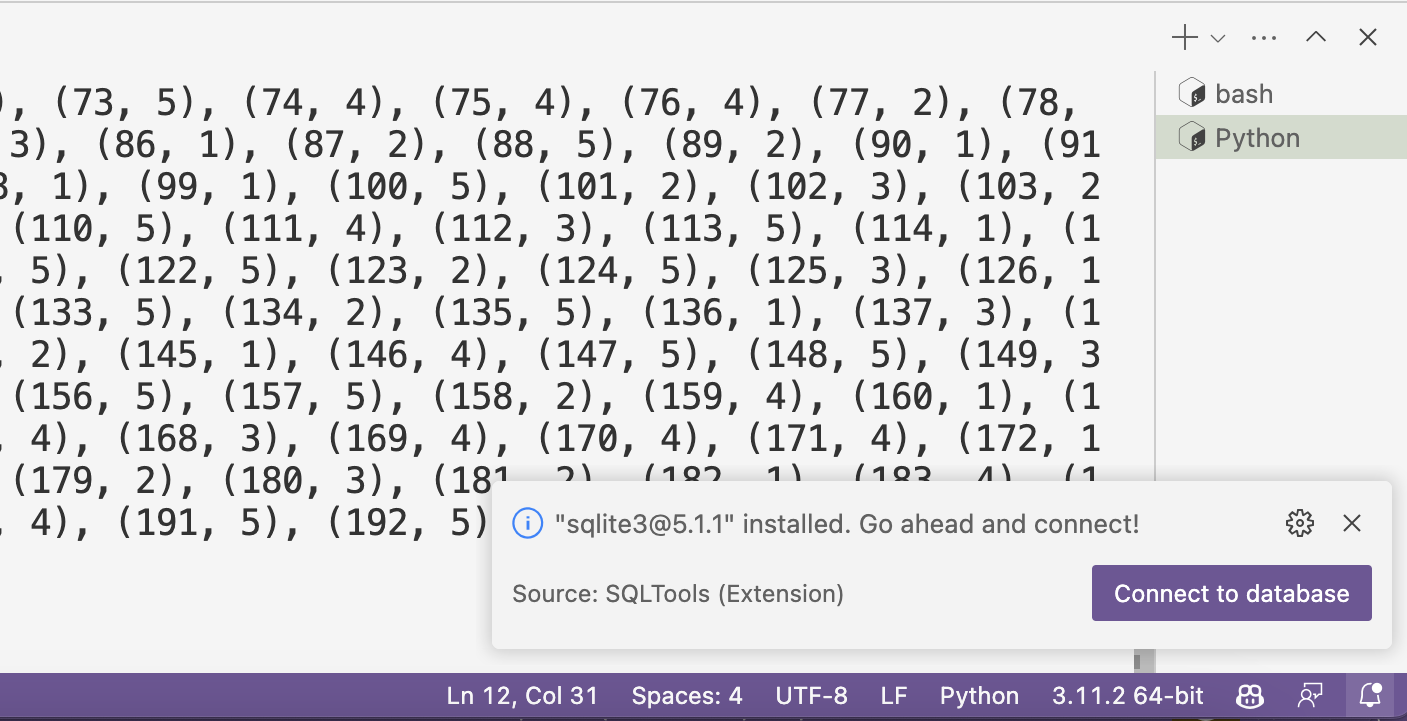 ), (73, 5), (74, 4), (75, 4), (76, 4), (77, 2), (78,
3), (86, 1), (87, 2), (88, 5), (89, 2), (90, 1), (91
, 1), (99, 1), (100, 5), (101, 2), (102, 3), (103, 2
(110, 5), (111, 4), (112, 3), (113, 5), (114, 1), (1
, 5), (122, 5), (123, 2), (124, 5), (125, 3), (126, 1
(133, 5), (134, 2), (135, 5), (136, 1), (137, 3), (1
, 2), (145, 1), (146, 4), (147, 5), (148, 5), (149, 3
(156, 5), (157, 5), (158, 2), (159, 4), (160, 1), (1
, 4), (168, 3), (169, 4), (170, 4), (171, 4), (172, 1
(179, 2), (180, 3), (181, 2), (182, 1), (183, 4), (1
, 4), (191, 5), (192, 5)
bash
Python
"sqlite3@5.1.1" installed. Go ahead and connect!
Source: SQLTools (Extension)
Connect to database
Ln 12, Col 31 Spaces: 4 UTF-8 LF Python 3.11.2 64-bit